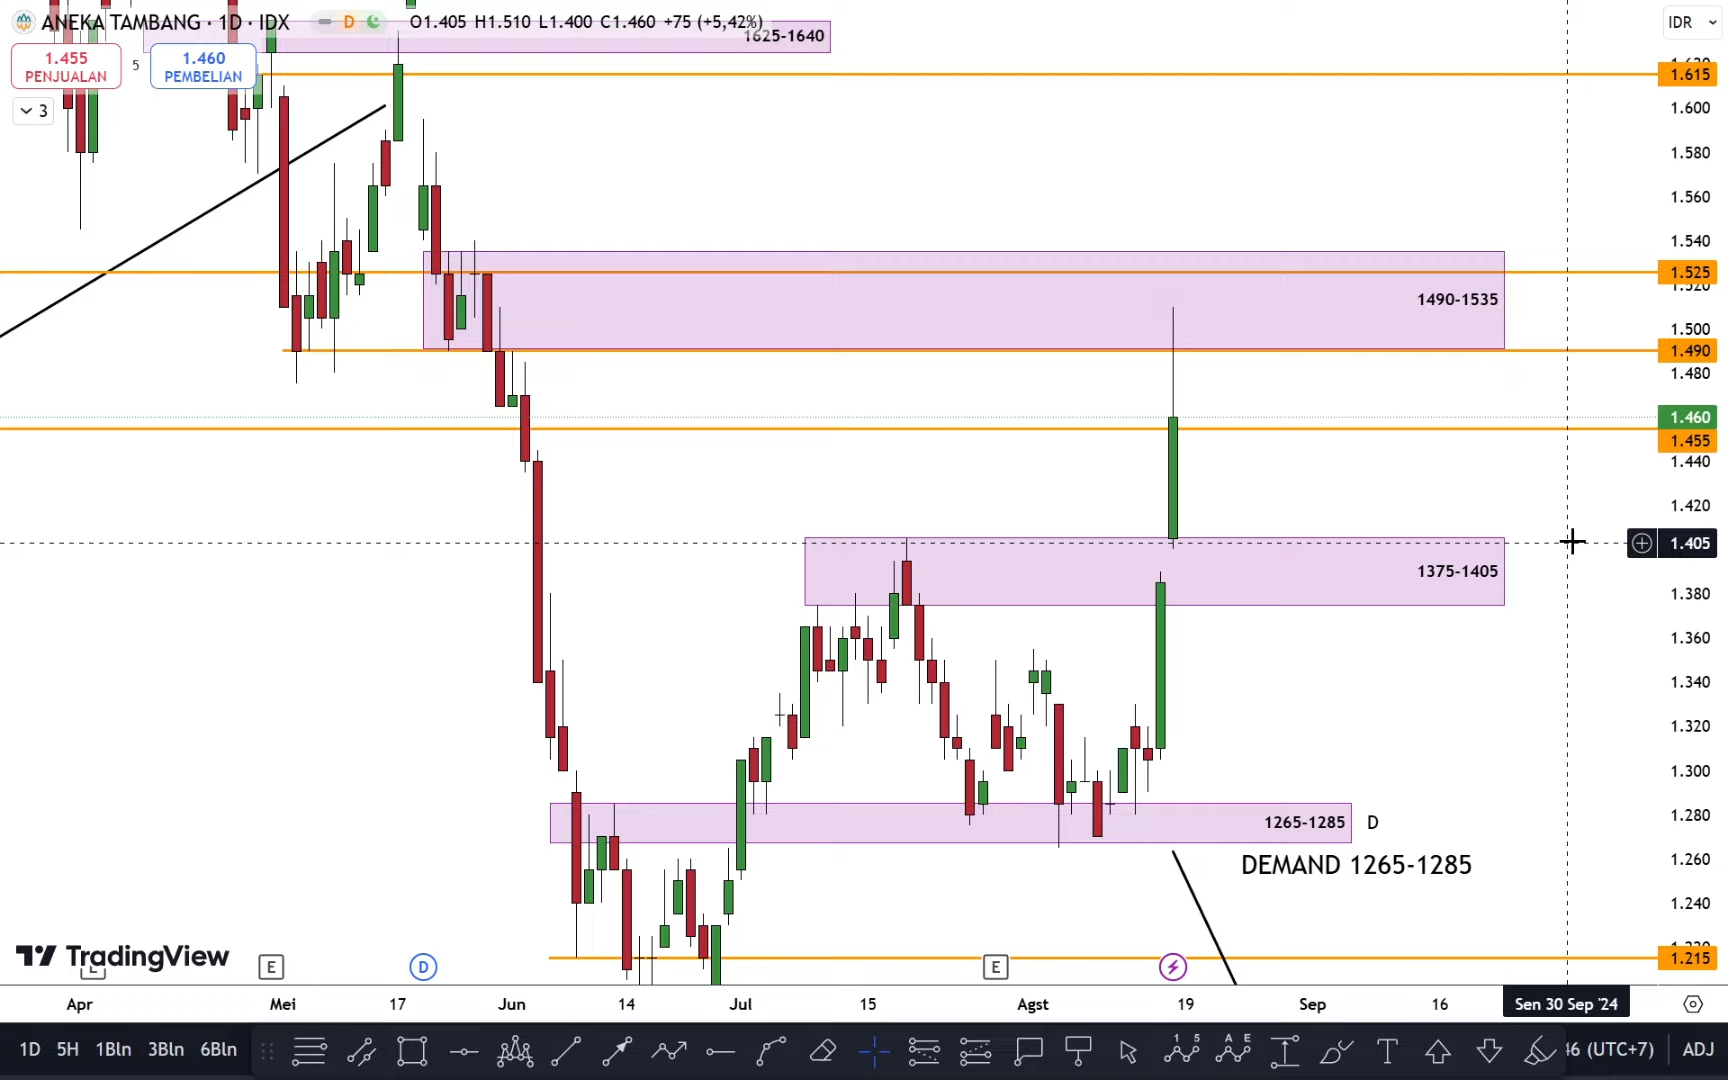 ANEKA TAMBANG · 1D · IDX
D
O1.405 H1.510 L1.400 C1.460 +75 (+5,42%)
IDR
1625-1640
1.455
PENJUALAN
5
1.460
PEMBELIAN
3
1.615
1.600
1.580
1.560
1.540
1.525
1490-1535
1.500
1.490
1.480
1.460
1.455
1.440
1.420
1.405
1375-1405
1.380
1.360
1.340
1.320
1.300
1265-1285 D
1.280
DEMAND 1265-1285
1.260
1.240
1.215
TradingView
E
D
E
Apr
Mei
17
Jun
14
Jul
15
Agst
19
Sep
16
Sen 30 Sep '24
1D 5H 1Bln 3Bln 6Bln
1 5
A E
T
46 (UTC+7)
ADJ